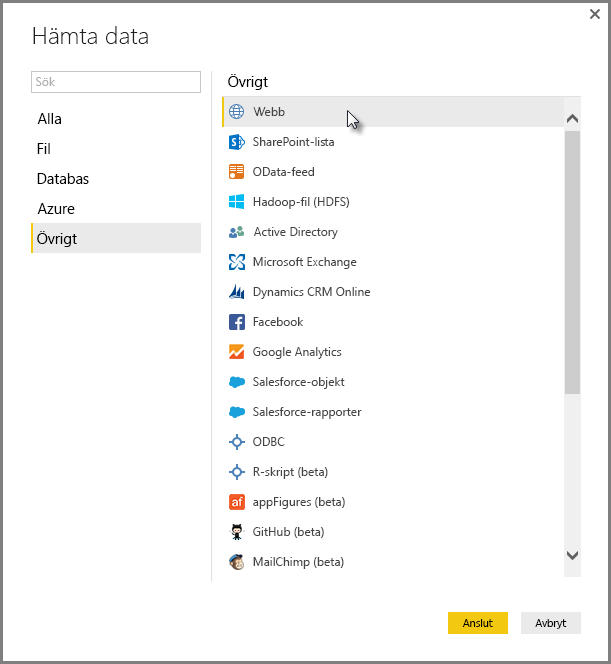 Hämta data
Sök
Alla
Fil
Databas
Azure
Övrigt
Övrigt
Webb
SharePoint-lista
OData-feed
Hadoop-fil (HDFS)
Active Directory
Microsoft Exchange
Dynamics CRM Online
Facebook
Google Analytics
Salesforce-objekt
Salesforce-rapporter
ODBC
R-skript (beta)
appFigures (beta)
GitHub (beta)
MailChimp (beta)
Anslut
Avbryt